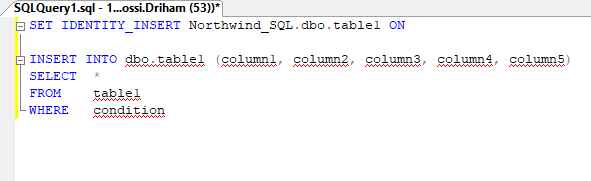 SQLQuery1.sql - 1...ossi.Driham (53))*
SET IDENTITY_INSERT Northwind_SQL.dbo.table1 ON
INSERT INTO dbo.table1 (column1, column2, column3, column4, column5)
SELECT *
FROM table1
WHERE condition